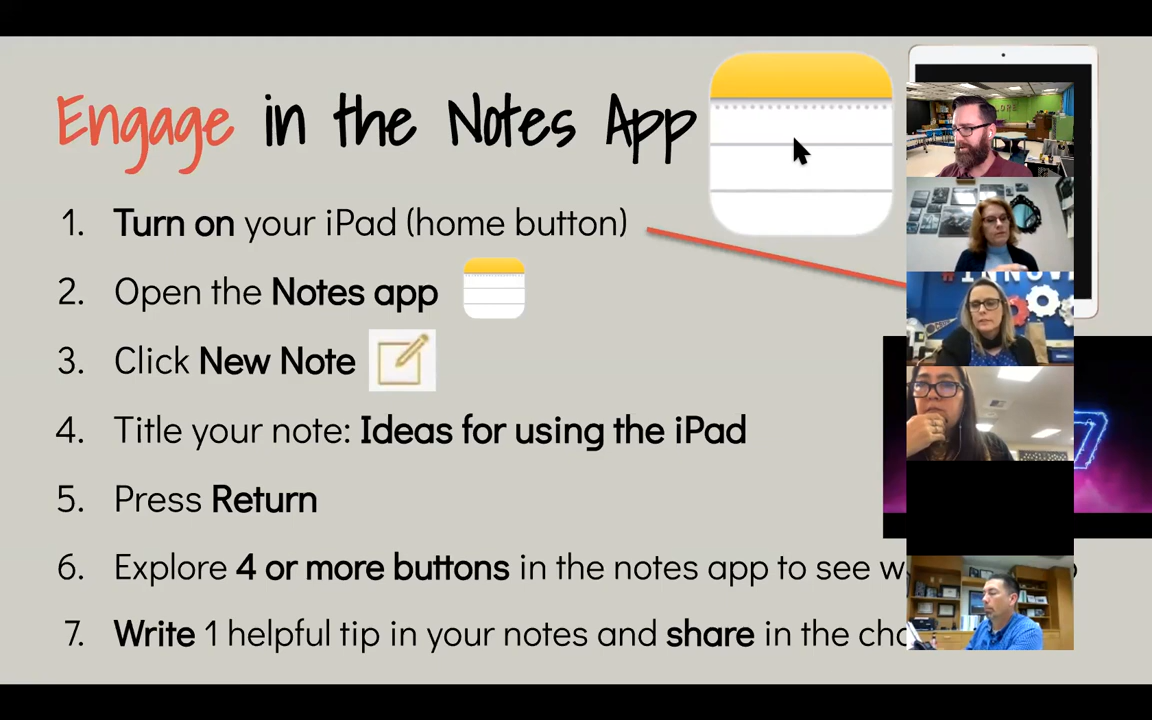 Engage in the Notes App
1. Turn on your iPad (home button)
2. Open the Notes app
3. Click New Note
4. Title your note: Ideas for using the iPad
5. Press Return
6. Explore 4 or more buttons in the notes app to see
7. Write 1 helpful tip in your notes and share in the